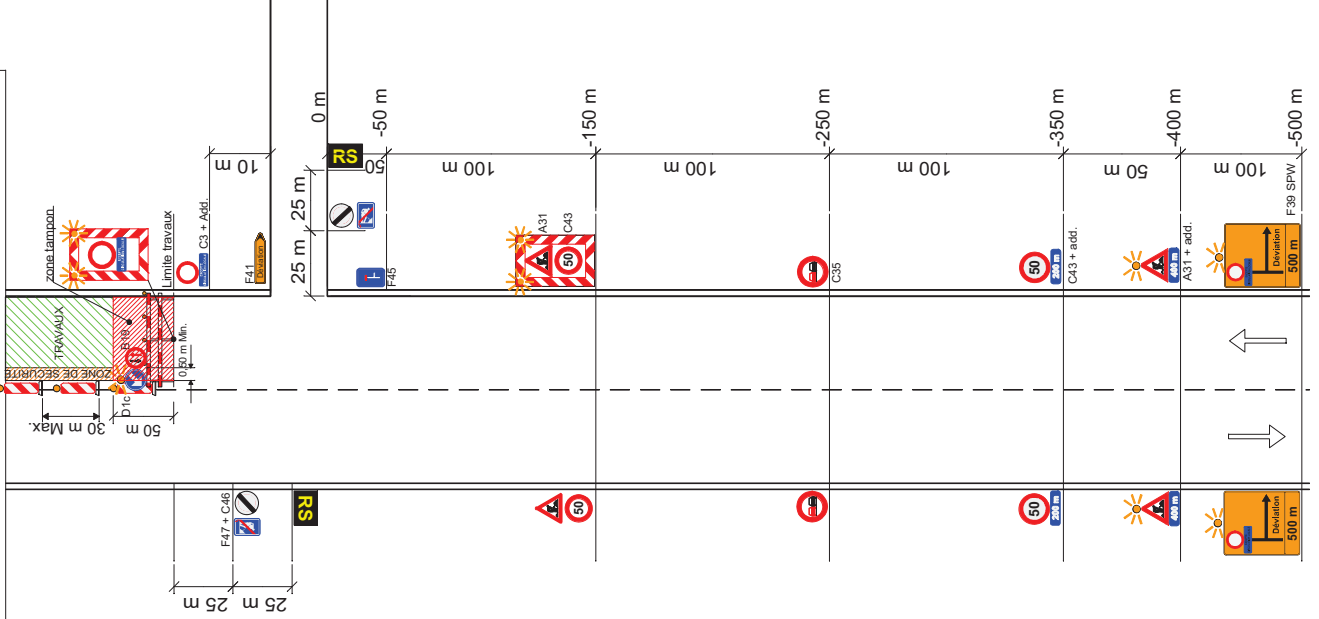 zone tampon
Limite travaux
C3 + Add.
10 m
F41
Déviation
TRAVAUX
ZONE DE SECURITE
B19
D1c
0,50 m Min.
30 m Max.
50 m
0 m
RS
50
-50 m
25 m
25 m
F45
100 m
A31
C43
50
-150 m
100 m
C35
-250 m
100 m
50
200 m
C43 + add.
-350 m
50 m
400 m
A31 + add.
-400 m
100 m
Déviation
500 m
F39 SPW
-500 m
F47 + C46
RS
25 m
25 m
50
50
200 m
400 m
Déviation
500 m